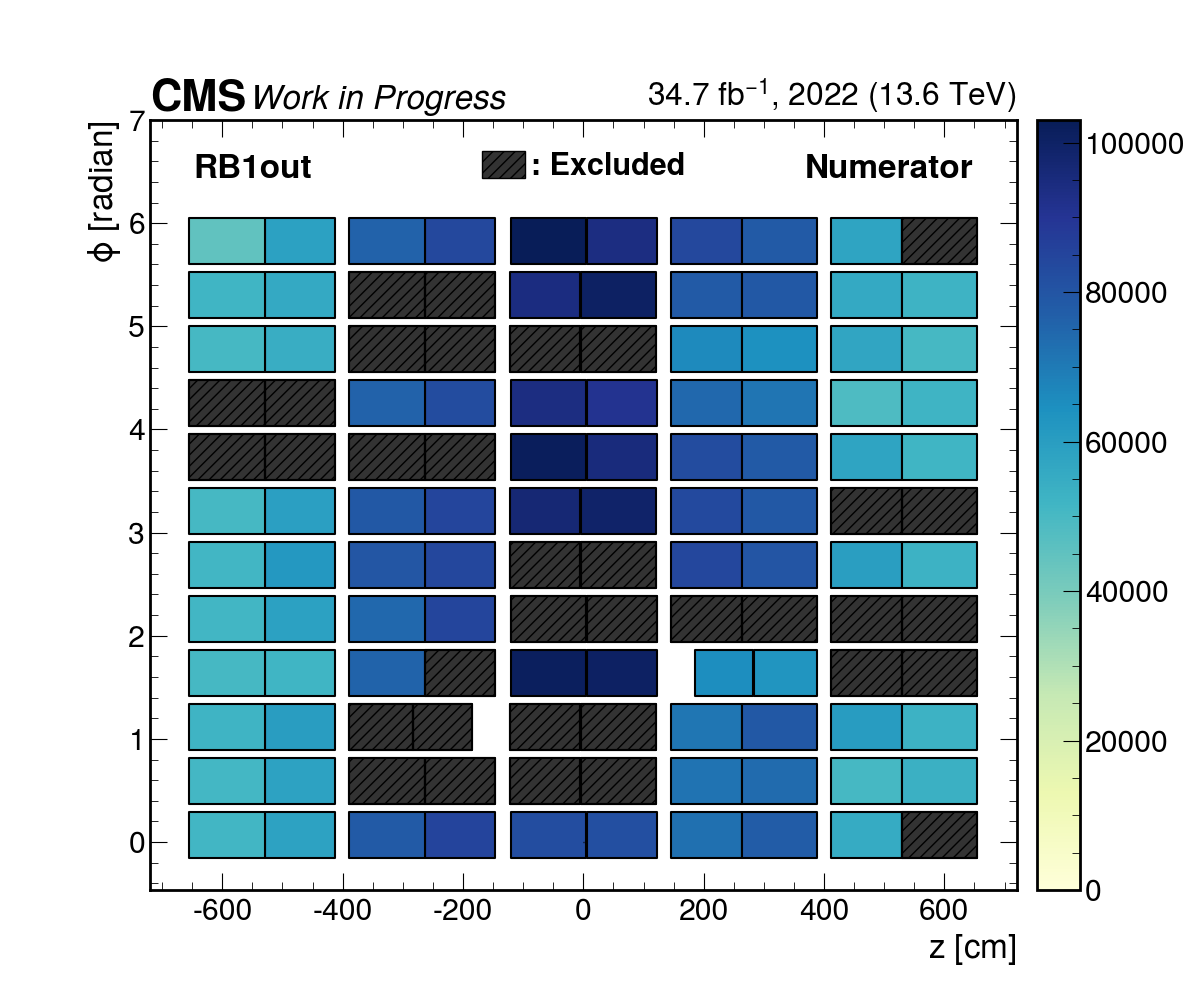 CMS Work in Progress 34.7 fb⁻¹, 2022 (13.6 TeV)
RB1out : Excluded Numerator
ϕ [radian]
7
6
5
4
3
2
1
0
-600 -400 -200 0 200 400 600
z [cm]
100000
80000
60000
40000
20000
0